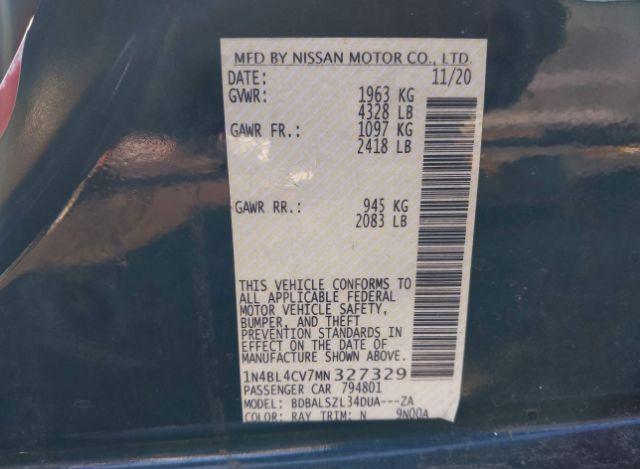 MFD BY NISSAN MOTOR CO., LTD.
DATE: 11/20
GVWR: 1963 KG
4328 LB
GAWR FR.: 1097 KG
2418 LB
GAWR RR.: 945 KG
2083 LB
THIS VEHICLE CONFORMS TO
ALL APPLICABLE FEDERAL
MOTOR VEHICLE SAFETY,
BUMPER, AND THEFT
PREVENTION STANDARDS IN
EFFECT ON THE DATE OF
MANUFACTURE SHOWN ABOVE.
1N4BL4CV7MN327329
PASSENGER CAR 794801
MODEL: BDBALSZL34DUA---ZA
COLOR: RAY TRIM: N 9N00A